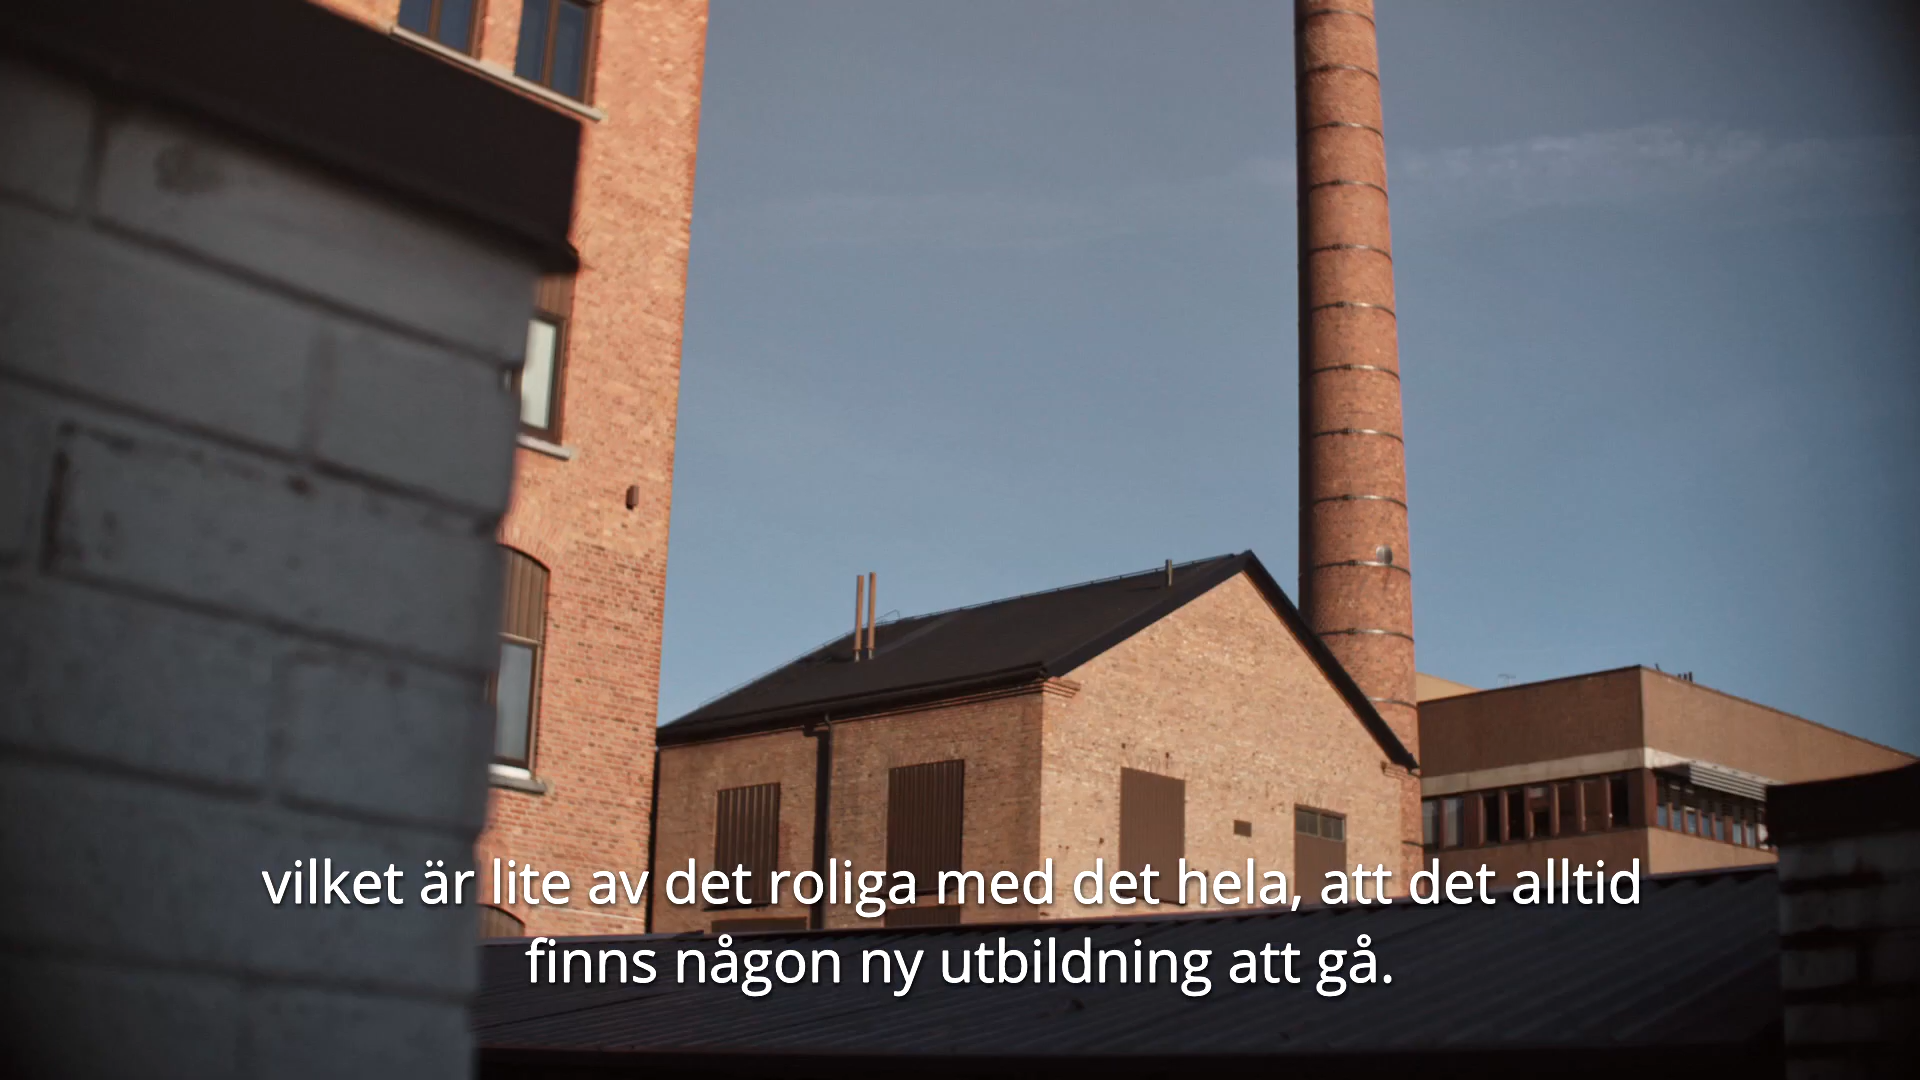 vilket är lite av det roliga med det hela, att det alltid
finns någon ny utbildning att gå.